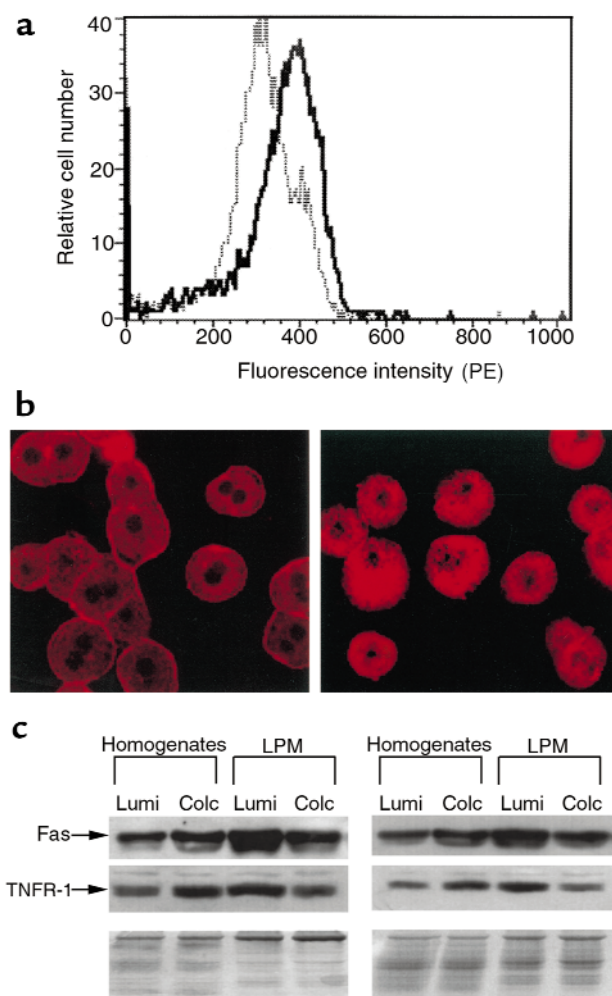 a
Relative cell number
40
30
20
10
0
0 200 400 600 800 1000
Fluorescence intensity (PE)
b
c
Homogenates LPM Homogenates LPM
Lumi Colc Lumi Colc Lumi Colc Lumi Colc
Fas
TNFR-1